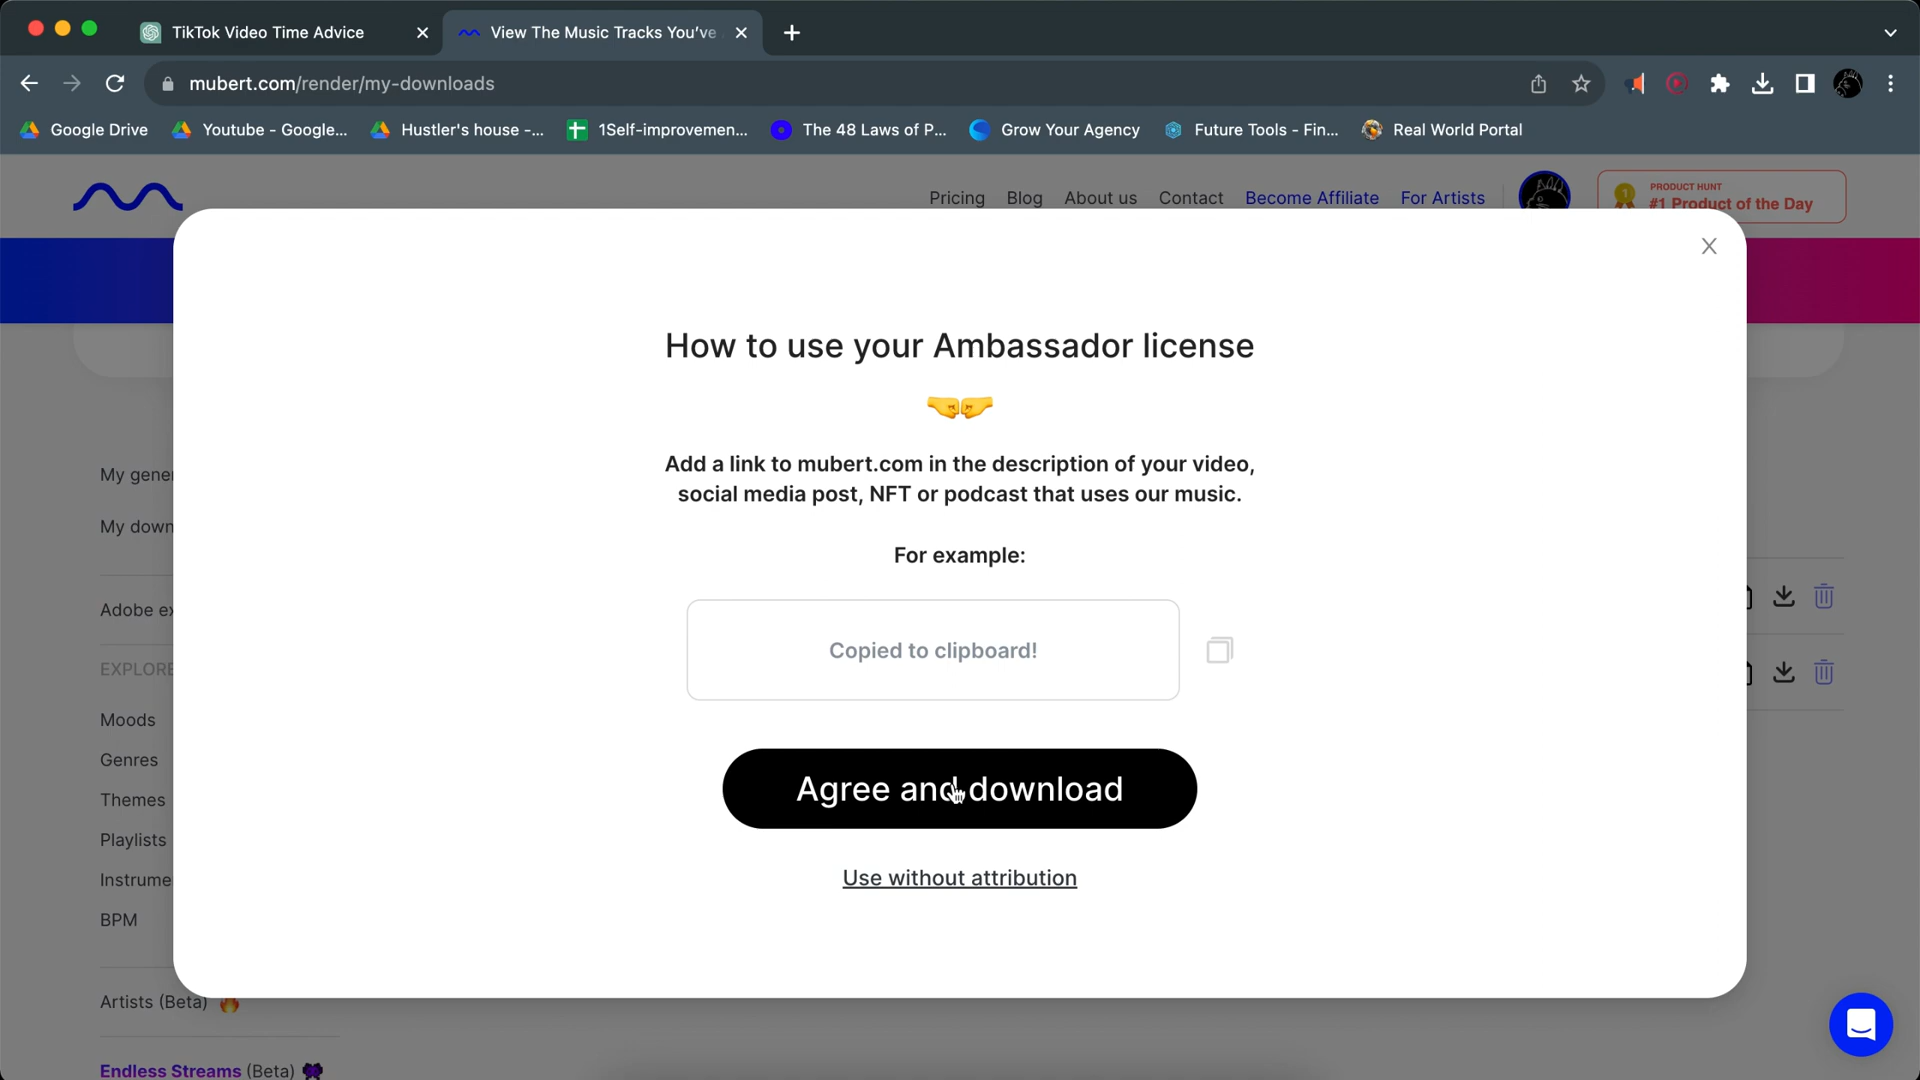 TikTok Video Time Advice
View The Music Tracks You've
mubert.com/render/my-downloads
Google Drive
Youtube - Google...
Hustler's house -...
1Self-improvemen...
The 48 Laws of P...
Grow Your Agency
Future Tools - Fin...
Real World Portal
Pricing
Blog
About us
Contact
Become Affiliate
For Artists
PRODUCT HUNT
#1 Product of the Day
X
How to use your Ambassador license
Add a link to mubert.com in the description of your video,
social media post, NFT or podcast that uses our music.
For example:
Copied to clipboard!
Agree and download
Use without attribution
My gener
My down
Adobe ex
EXPLORE
Moods
Genres
Themes
Playlists
Instrume
BPM
Artists (Beta)
Endless Streams (Beta)